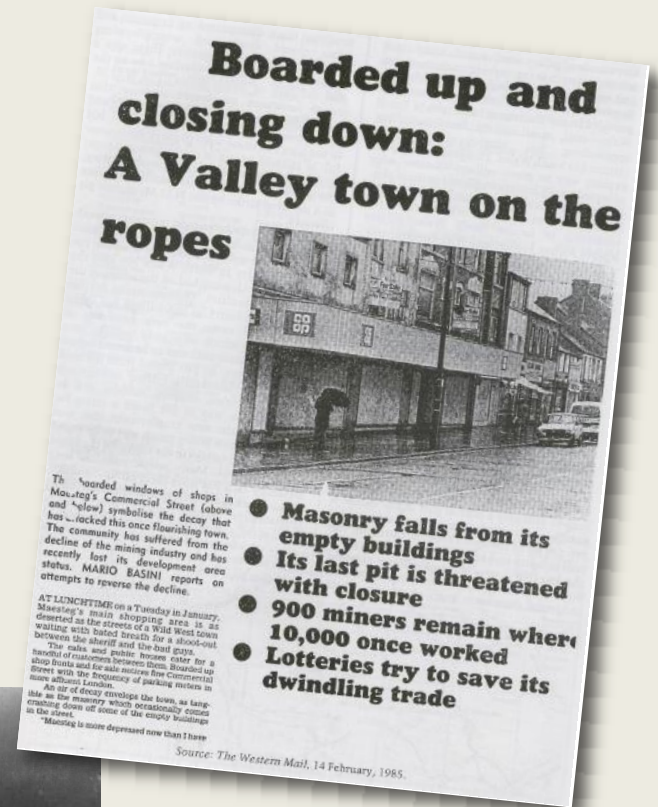 Boarded up and
closing down:
A Valley town on the
ropes
For Sale
CO
OP
boarded windows of shops in
Maesteg's Commercial Street (above
and below) symbolise the decay that
has attacked this once flourishing town.
The community has suffered from the
decline of the mining industry and has
recently lost its development area
status. MARIO BASINI reports on
attempts to reverse the decline.
AT LUNCHTIME on a Tuesday in January,
Maesteg's main shopping area is as
deserted as the streets of a Wild West town
waiting with bated breath for a shoot-out
between the sheriff and the bad guys.
The cafes and public houses cater for a
handful of customers between them. Boarded up
shop fronts and for sale notices line Commercial
Street with the frequency of parking meters in
more affluent London.
An air of decay envelops the town, as tang-
ible as the masonry which occasionally comes
crashing down off some of the empty buildings
in the street.
"Maesteg is more depressed now than I have
● Masonry falls from its
empty buildings
● Its last pit is threatened
with closure
● 900 miners remain where
10,000 once worked
● Lotteries try to save its
dwindling trade
Source: The Western Mail, 14 February, 1985.